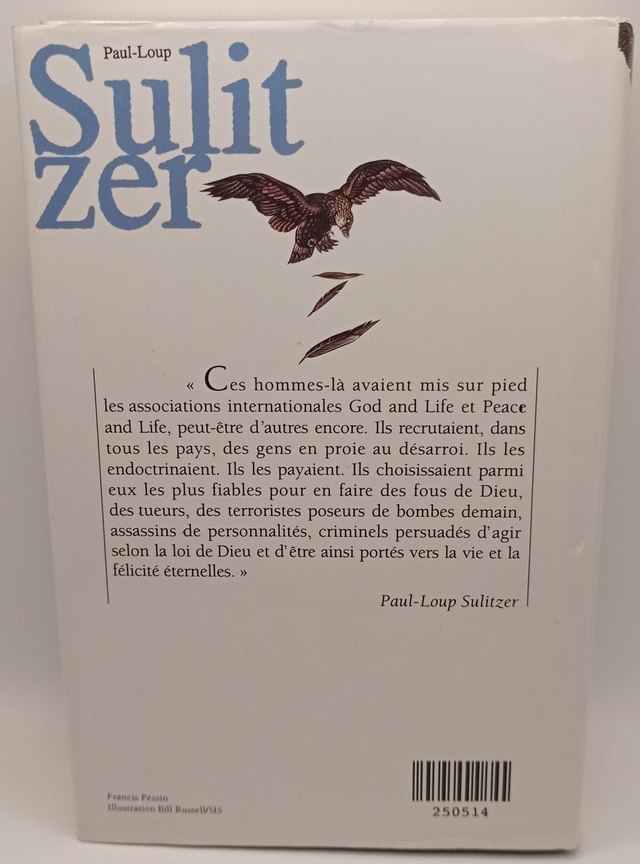 Paul-Loup
Sulit
zer
« Ces hommes-là avaient mis sur pied
les associations internationales God and Life et Peace
and Life, peut-être d'autres encore. Ils recrutaient, dans
tous les pays, des gens en proie au désarroi. Ils les
endoctrinaient. Ils les payaient. Ils choisissaient parmi
eux les plus fiables pour en faire des fous de Dieu,
des tueurs, des terroristes poseurs de bombes demain,
assassins de personnalités, criminels persuadés d'agir
selon la loi de Dieu et d'être ainsi portés vers la vie et la
félicité éternelles. »
Paul-Loup Sulitzer
Francis Pessin
Illustration Bill Russell/SIS
250514